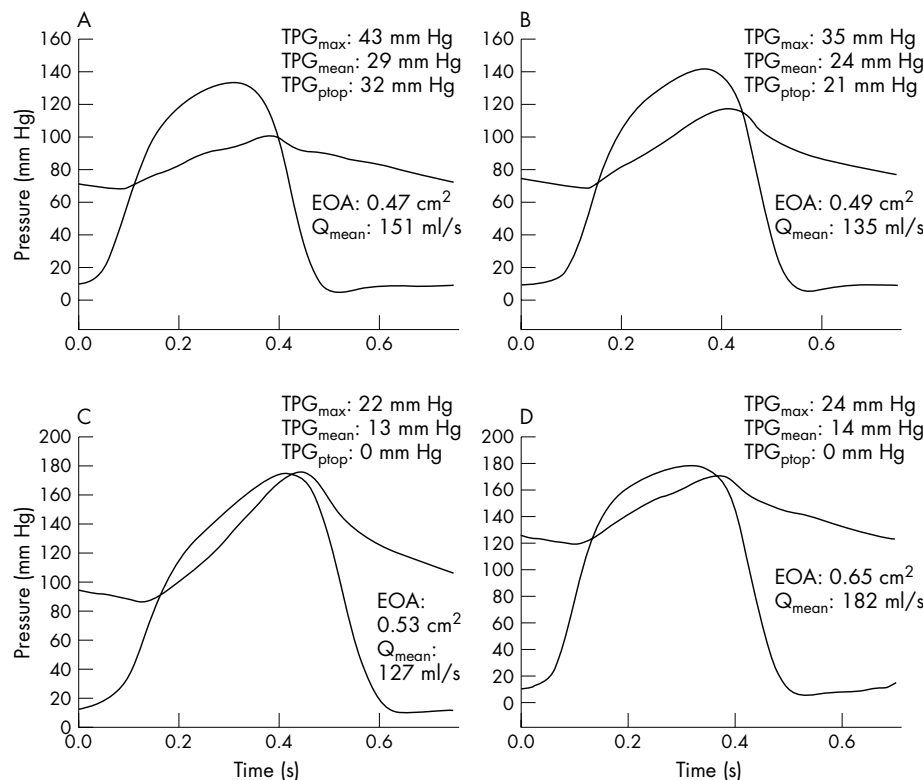 A
TPGmax: 43 mm Hg
TPGmean: 29 mm Hg
TPGptop: 32 mm Hg
160
140
120
100
80
60
40
20
0
Pressure (mm Hg)
EOA: 0.47 cm2
Qmean: 151 ml/s
0.0
0.2
0.4
0.6
B
TPGmax: 35 mm Hg
TPGmean: 24 mm Hg
TPGptop: 21 mm Hg
160
140
120
100
80
60
40
20
0
EOA: 0.49 cm2
Qmean: 135 ml/s
0.0
0.2
0.4
0.6
C
TPGmax: 22 mm Hg
TPGmean: 13 mm Hg
TPGptop: 0 mm Hg
200
180
160
140
120
100
80
60
40
20
0
Pressure (mm Hg)
EOA:
0.53 cm2
Qmean:
127 ml/s
0.0
0.2
0.4
0.6
Time (s)
D
TPGmax: 24 mm Hg
TPGmean: 14 mm Hg
TPGptop: 0 mm Hg
200
180
160
140
120
100
80
60
40
20
0
EOA: 0.65 cm2
Qmean: 182 ml/s
0.0
0.2
0.4
0.6
Time (s)